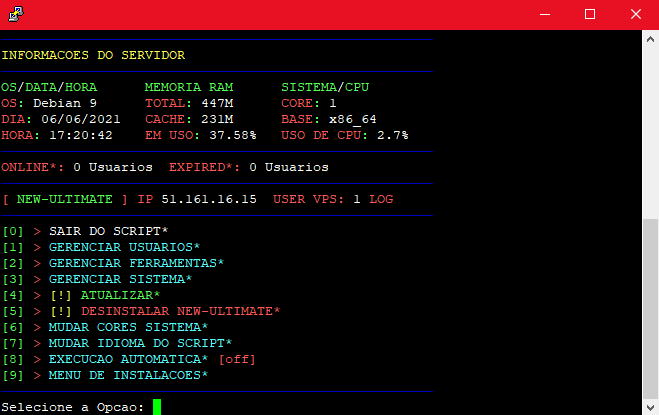 INFORMACOES DO SERVIDOR
OS/DATA/HORA MEMORIA RAM SISTEMA/CPU
OS: Debian 9 TOTAL: 447M CORE: 1
DIA: 06/06/2021 CACHE: 231M BASE: x86_64
HORA: 17:20:42 EM USO: 37.58% USO DE CPU: 2.7%
ONLINE*: 0 Usuarios EXPIRED*: 0 Usuarios
[ NEW-ULTIMATE ] IP 51.161.16.15 USER VPS: 1 LOG
[0] > SAIR DO SCRIPT*
[1] > GERENCIAR USUARIOS*
[2] > GERENCIAR FERRAMENTAS*
[3] > GERENCIAR SISTEMA*
[4] > [!] ATUALIZAR*
[5] > [!] DESINSTALAR NEW-ULTIMATE*
[6] > MUDAR CORES SISTEMA*
[7] > MUDAR IDIOMA DO SCRIPT*
[8] > EXECUCAO AUTOMATICA* [off]
[9] > MENU DE INSTALACOES*
Selecione a Opcao: